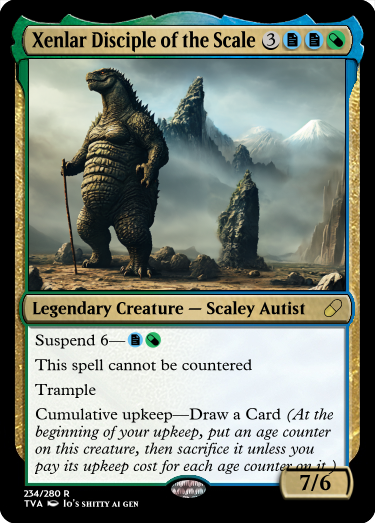 Xenlar Disciple of the Scale 3
Legendary Creature — Scaley Autist
Suspend 6—
This spell cannot be countered
Trample
Cumulative upkeep—Draw a Card (At the
beginning of your upkeep, put an age counter
on this creature, then sacrifice it unless you
pay its upkeep cost for each age counter on it.)
7/6
234/280 R
TVA Io's shitty ai gen